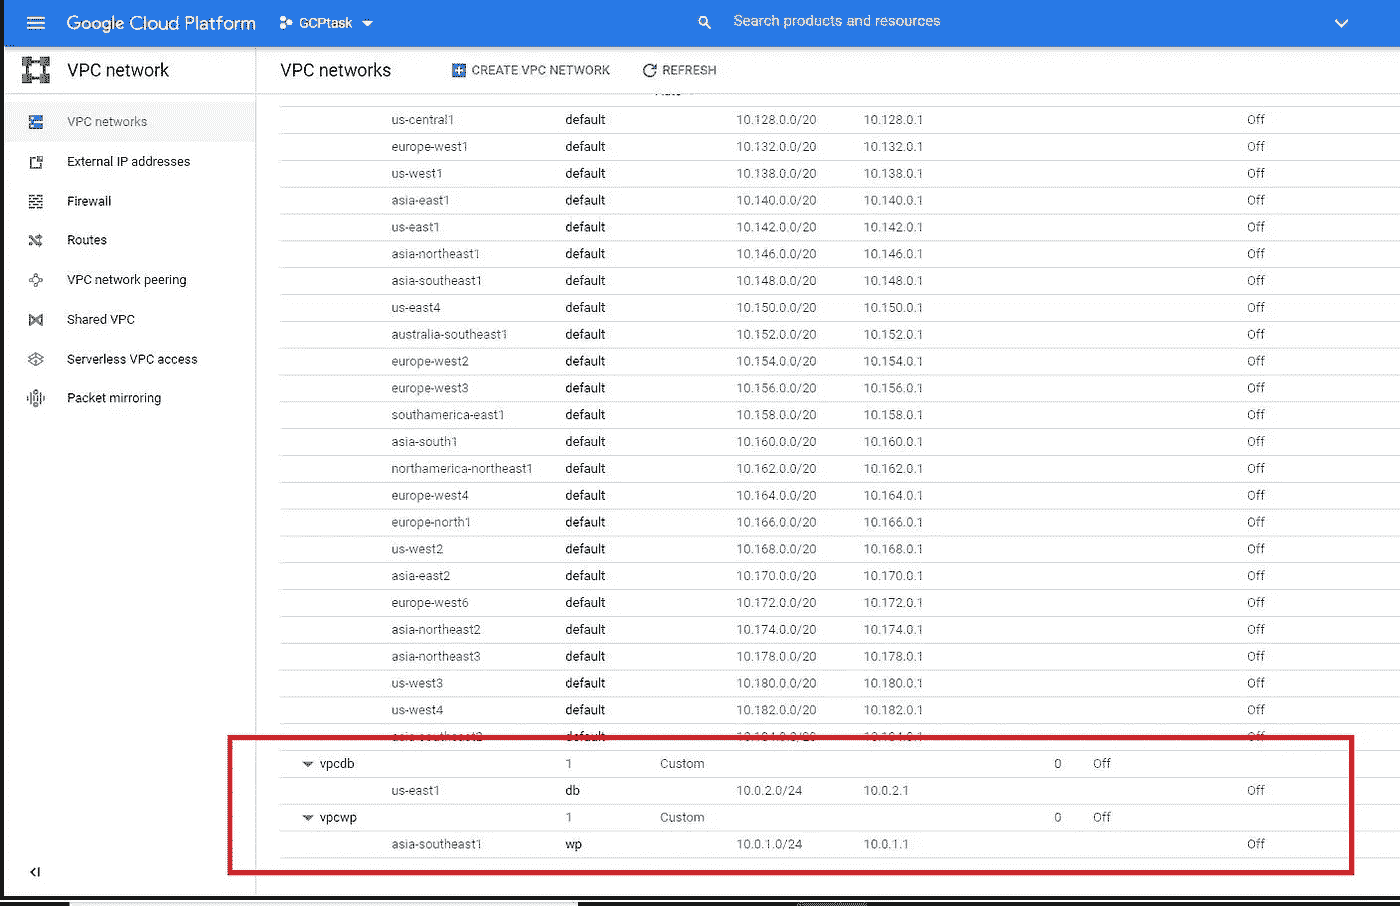 Google Cloud Platform GCPtask Search products and resources
VPC network VPC networks CREATE VPC NETWORK REFRESH
VPC networks
External IP addresses
Firewall
Routes
VPC network peering
Shared VPC
Serverless VPC access
Packet mirroring
us-central1 default 10.128.0.0/20 10.128.0.1 Off
europe-west1 default 10.132.0.0/20 10.132.0.1 Off
us-west1 default 10.138.0.0/20 10.138.0.1 Off
asia-east1 default 10.140.0.0/20 10.140.0.1 Off
us-east1 default 10.142.0.0/20 10.142.0.1 Off
asia-northeast1 default 10.146.0.0/20 10.146.0.1 Off
asia-southeast1 default 10.148.0.0/20 10.148.0.1 Off
us-east4 default 10.150.0.0/20 10.150.0.1 Off
australia-southeast1 default 10.152.0.0/20 10.152.0.1 Off
europe-west2 default 10.154.0.0/20 10.154.0.1 Off
europe-west3 default 10.156.0.0/20 10.156.0.1 Off
southamerica-east1 default 10.158.0.0/20 10.158.0.1 Off
asia-south1 default 10.160.0.0/20 10.160.0.1 Off
northamerica-northeast1 default 10.162.0.0/20 10.162.0.1 Off
europe-west4 default 10.164.0.0/20 10.164.0.1 Off
europe-north1 default 10.166.0.0/20 10.166.0.1 Off
us-west2 default 10.168.0.0/20 10.168.0.1 Off
asia-east2 default 10.170.0.0/20 10.170.0.1 Off
europe-west6 default 10.172.0.0/20 10.172.0.1 Off
asia-northeast2 default 10.174.0.0/20 10.174.0.1 Off
asia-northeast3 default 10.178.0.0/20 10.178.0.1 Off
us-west3 default 10.180.0.0/20 10.180.0.1 Off
us-west4 default 10.182.0.0/20 10.182.0.1 Off
asia-southeast2 default 10.184.0.0/20 10.184.0.1 Off
vpcdb 1 Custom 0 Off
us-east1 db 10.0.2.0/24 10.0.2.1 Off
vpcwp 1 Custom 0 Off
asia-southeast1 wp 10.0.1.0/24 10.0.1.1 Off